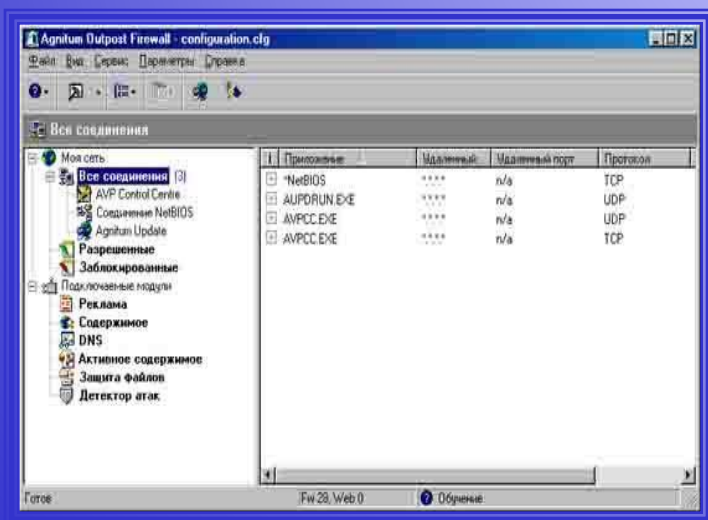 Agnitum Outpost Firewall - configuration.cfg
Файл Вид Сервис Параметры Справка
Все соединения
Моя сеть
Все соединения (3)
AVP Control Centre
Соединение NetBIOS
Agnitum Update
Разрешенные
Заблокированные
Подключаемые модули
Реклама
Содержимое
DNS
Активное содержимое
Защита файлов
Детектор атак
Приложение Удаленный Удаленный порт Протокол
*NetBIOS *.*.*.* n/a TCP
AUPDRUN.EXE *.*.*.* n/a UDP
AVPCC.EXE *.*.*.* n/a UDP
AVPCC.EXE *.*.*.* n/a TCP
Готов Fw 29, Web 0 Обучение